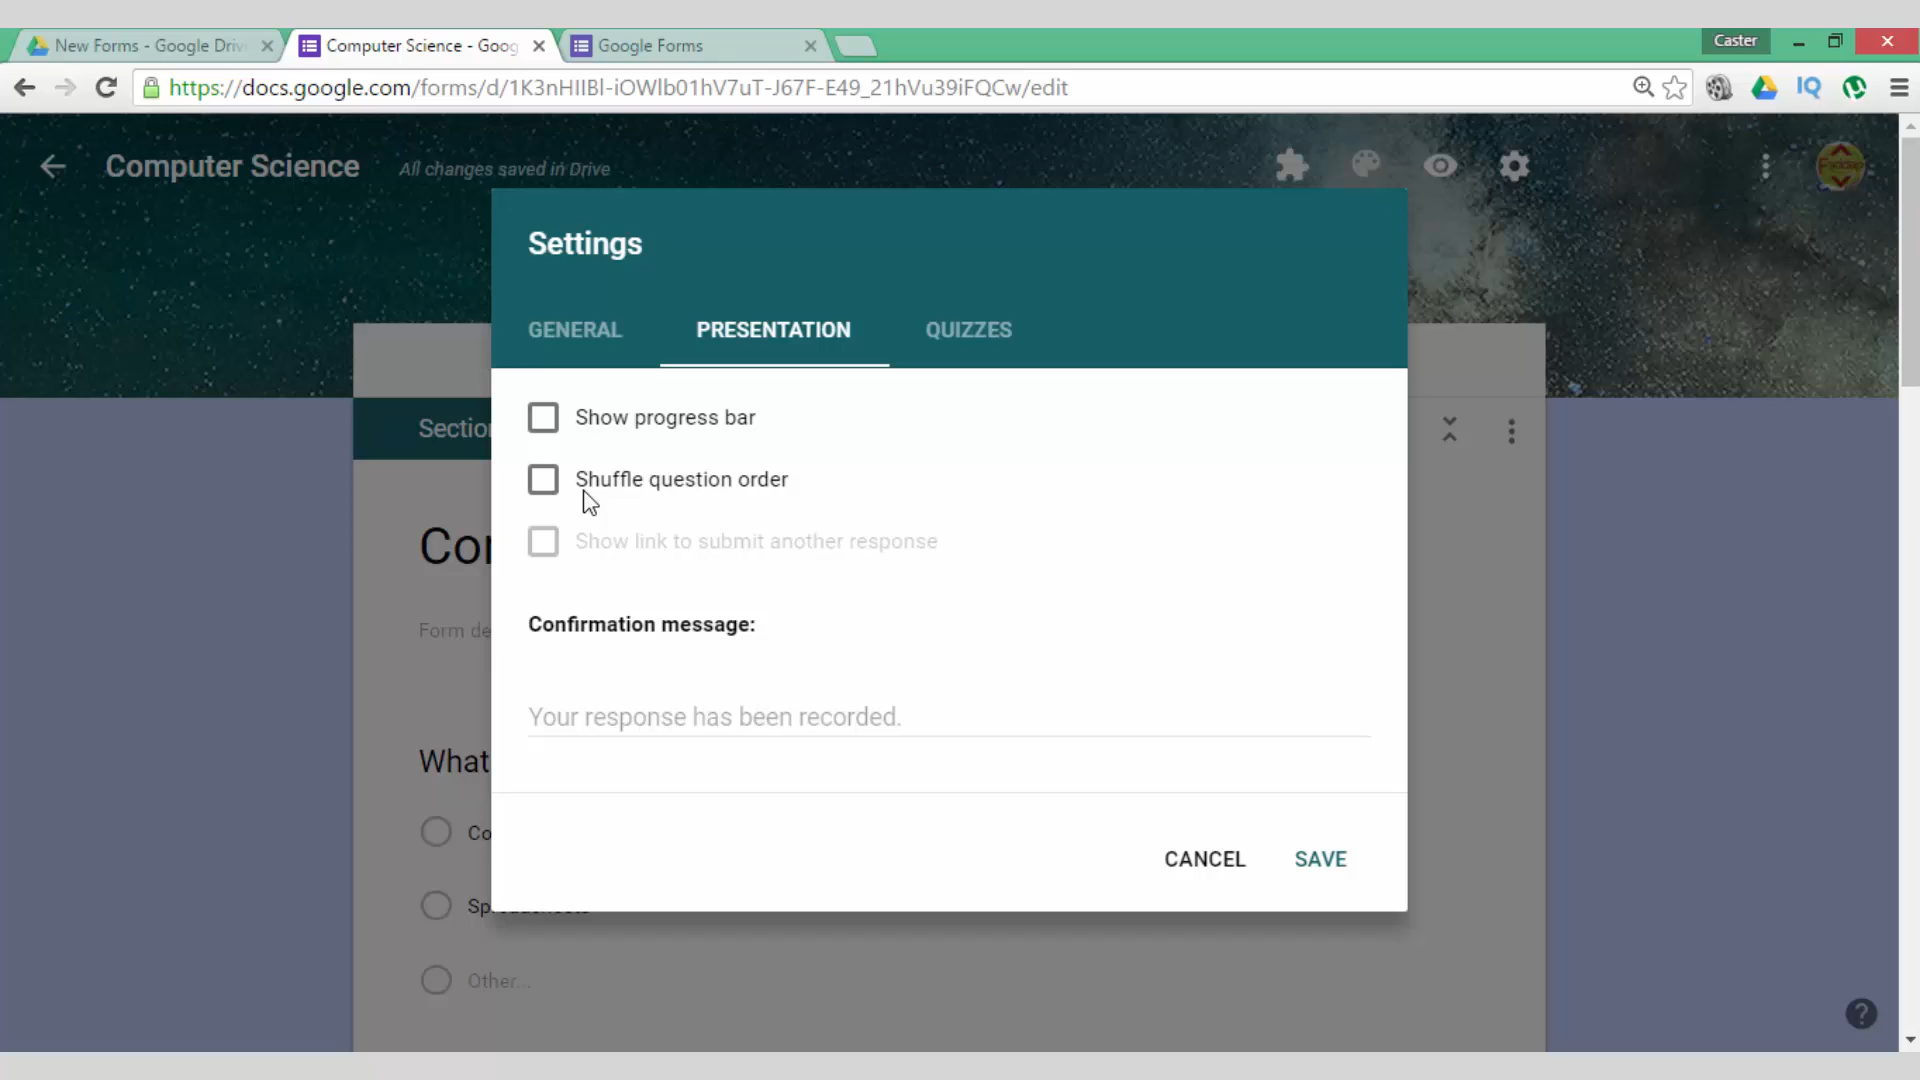 New Forms - Google Driv
Computer Science - Goog
Google Forms
Caster
https://docs.google.com/forms/d/1K3nHIIBl-iOWlb01hV7uT-J67F-E49_21hVu39iFQCw/edit
IQ
Computer Science
All changes saved in Drive
Settings
GENERAL
PRESENTATION
QUIZZES
Show progress bar
Section
Shuffle question order
Show link to submit another response
Con
Confirmation message:
Form de
Your response has been recorded.
What
Co
CANCEL
SAVE
Spreadsheets
Other...